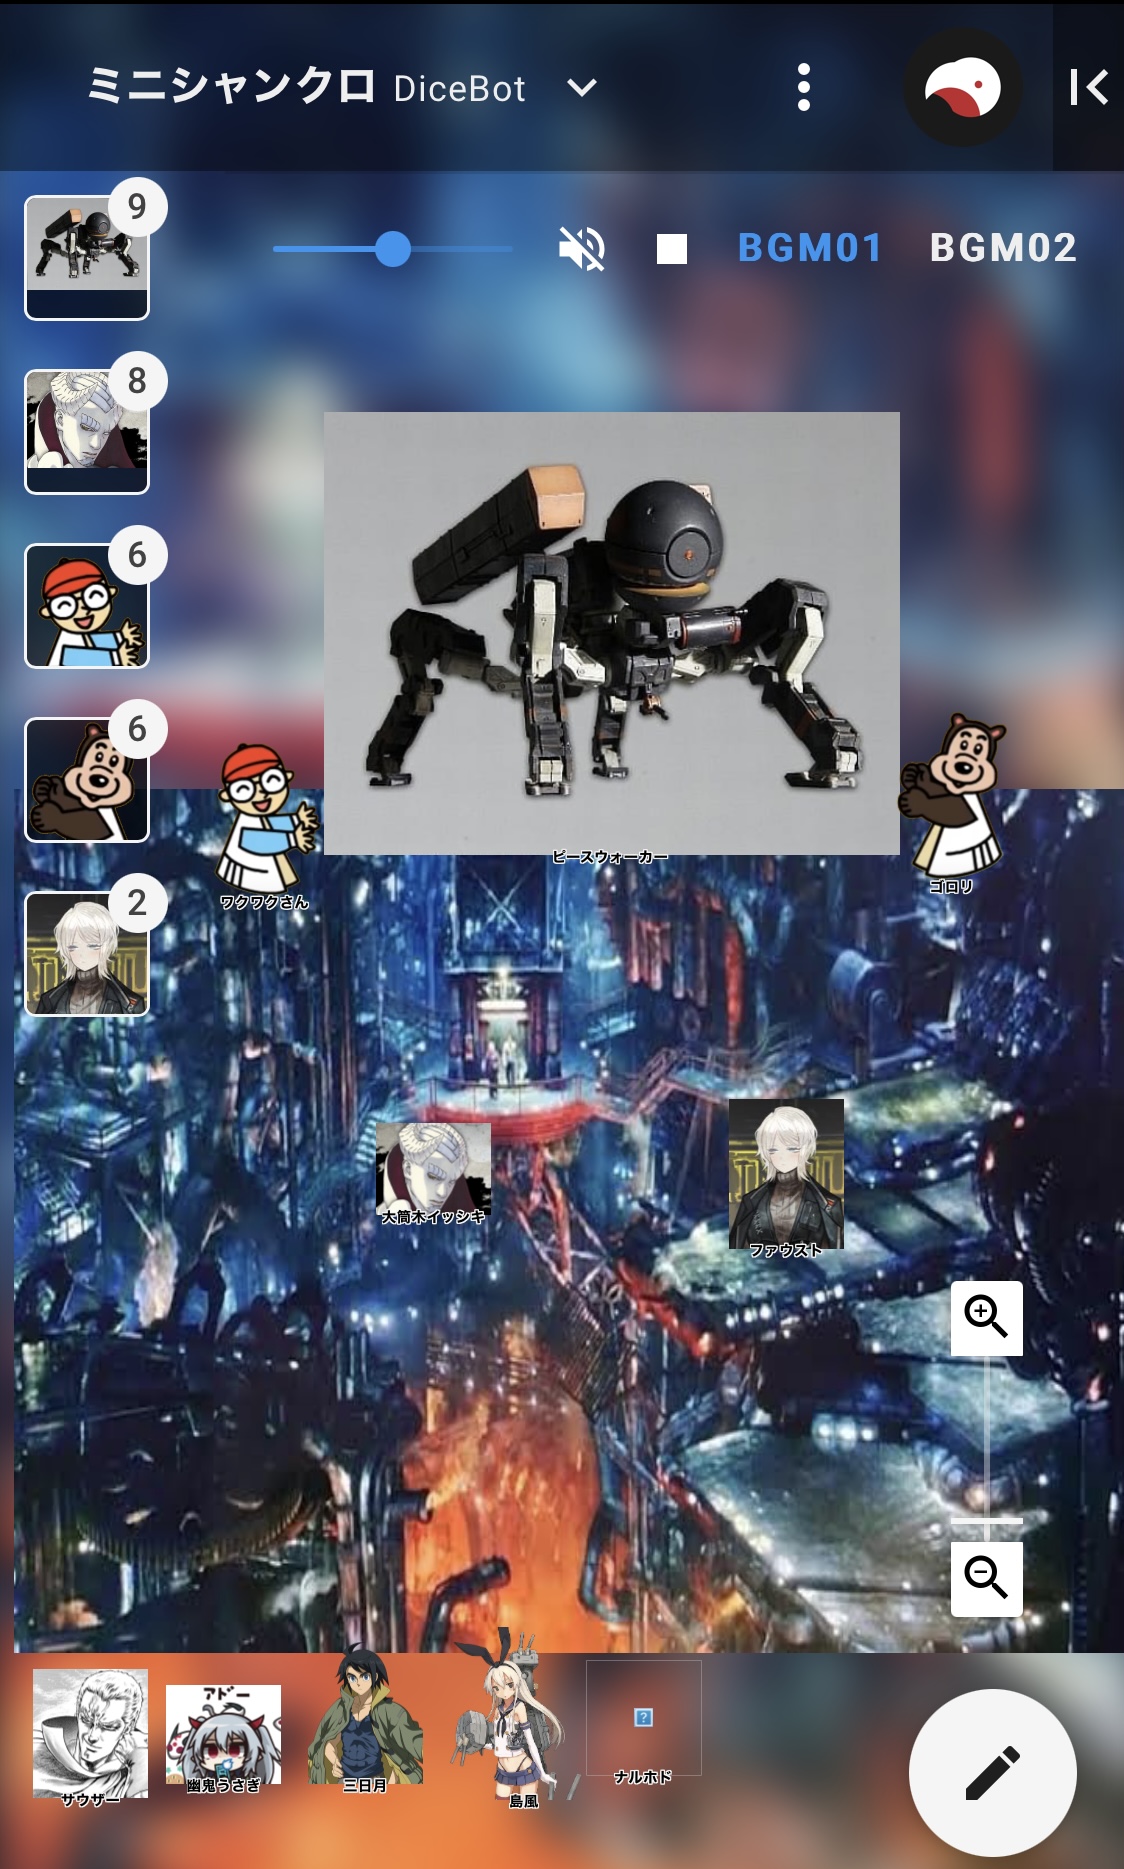 ミニシャンクロ DiceBot
9
BGM01 BGM02
8
6
6
ピースウォーカー
ワクワクさん
ゴロリ
2
大筒木イッシキ
ファウスト
アドー
サウザー
幽鬼うさぎ
三日月
島風
ナルホド